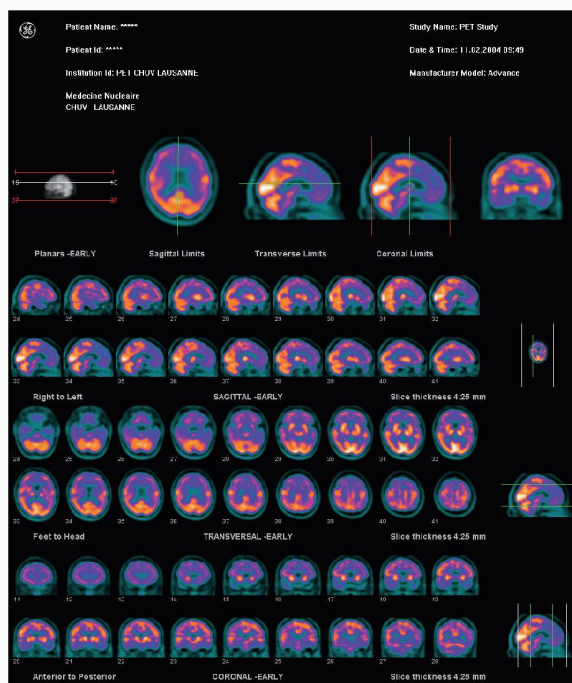 GE
Patient Name: *****
Study Name: PET Study
Patient Id: *****
Date & Time: 11.02.2004 09:49
Institution Id: PET CHUV LAUSANNE
Manufacturer Model: Advance
Medecine Nucleaire
CHUV LAUSANNE
Planars -EARLY
Sagittal Limits
Transverse Limits
Coronal Limits
25 26 27 28 29 30 31 32
33 34 35 36 37 38 39 40 41
Right to Left
SAGITTAL -EARLY
Slice thickness 4.25 mm
25 26 27 28 29 30 31 32
33 34 35 36 37 38 39 40 41
Feet to Head
TRANSVERSAL -EARLY
Slice thickness 4.25 mm
11 12 13 14 15 16 17 18 19
20 21 22 23 24 25 26 27 28
Anterior to Posterior
CORONAL -EARLY
Slice thickness 4.25 mm